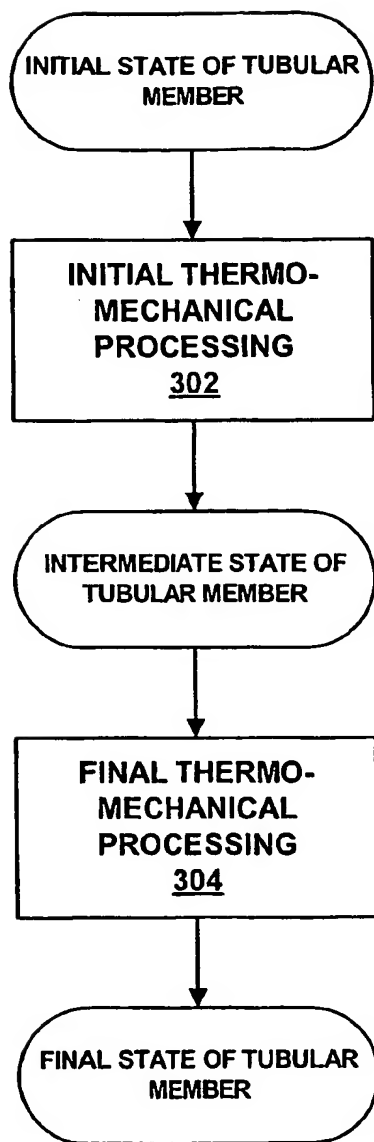 INITIAL STATE OF TUBULAR
MEMBER
INITIAL THERMO-
MECHANICAL
PROCESSING
302
INTERMEDIATE STATE OF
TUBULAR MEMBER
FINAL THERMO-
MECHANICAL
PROCESSING
304
FINAL STATE OF TUBULAR
MEMBER